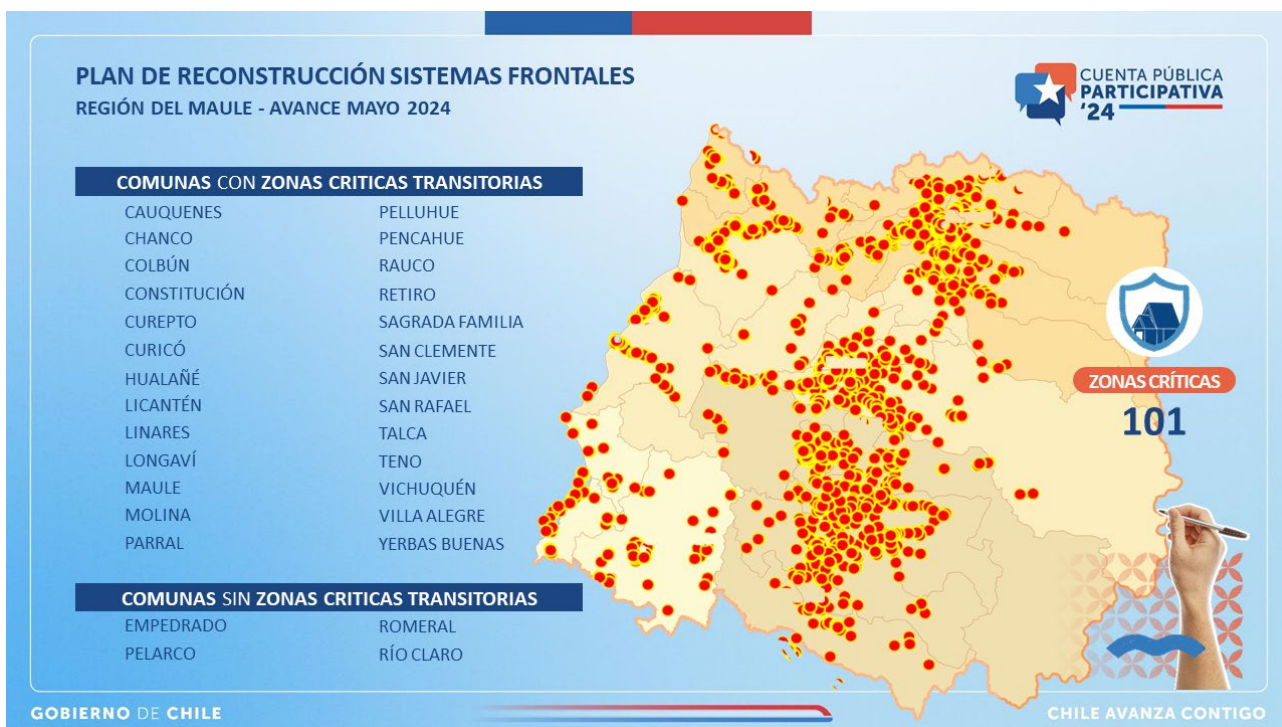 PLAN DE RECONSTRUCCIÓN SISTEMAS FRONTALES
REGIÓN DEL MAULE - AVANCE MAYO 2024
CUENTA PÚBLICA
PARTICIPATIVA
'24
COMUNAS CON ZONAS CRITICAS TRANSITORIAS
CAUQUENES
CHANCO
COLBÚN
CONSTITUCIÓN
CUREPTO
CURICÓ
HUALAÑÉ
LICANTÉN
LINARES
LONGAVÍ
MAULE
MOLINA
PARRAL
PELLUHUE
PENCAHUE
RAUCO
RETIRO
SAGRADA FAMILIA
SAN CLEMENTE
SAN JAVIER
SAN RAFAEL
TALCA
TENO
VICHUQUÉN
VILLA ALEGRE
YERBAS BUENAS
COMUNAS SIN ZONAS CRITICAS TRANSITORIAS
EMPEDRADO
PELARCO
ROMERAL
RÍO CLARO
ZONAS CRÍTICAS
101
GOBIERNO DE CHILE
CHILE AVANZA CONTIGO